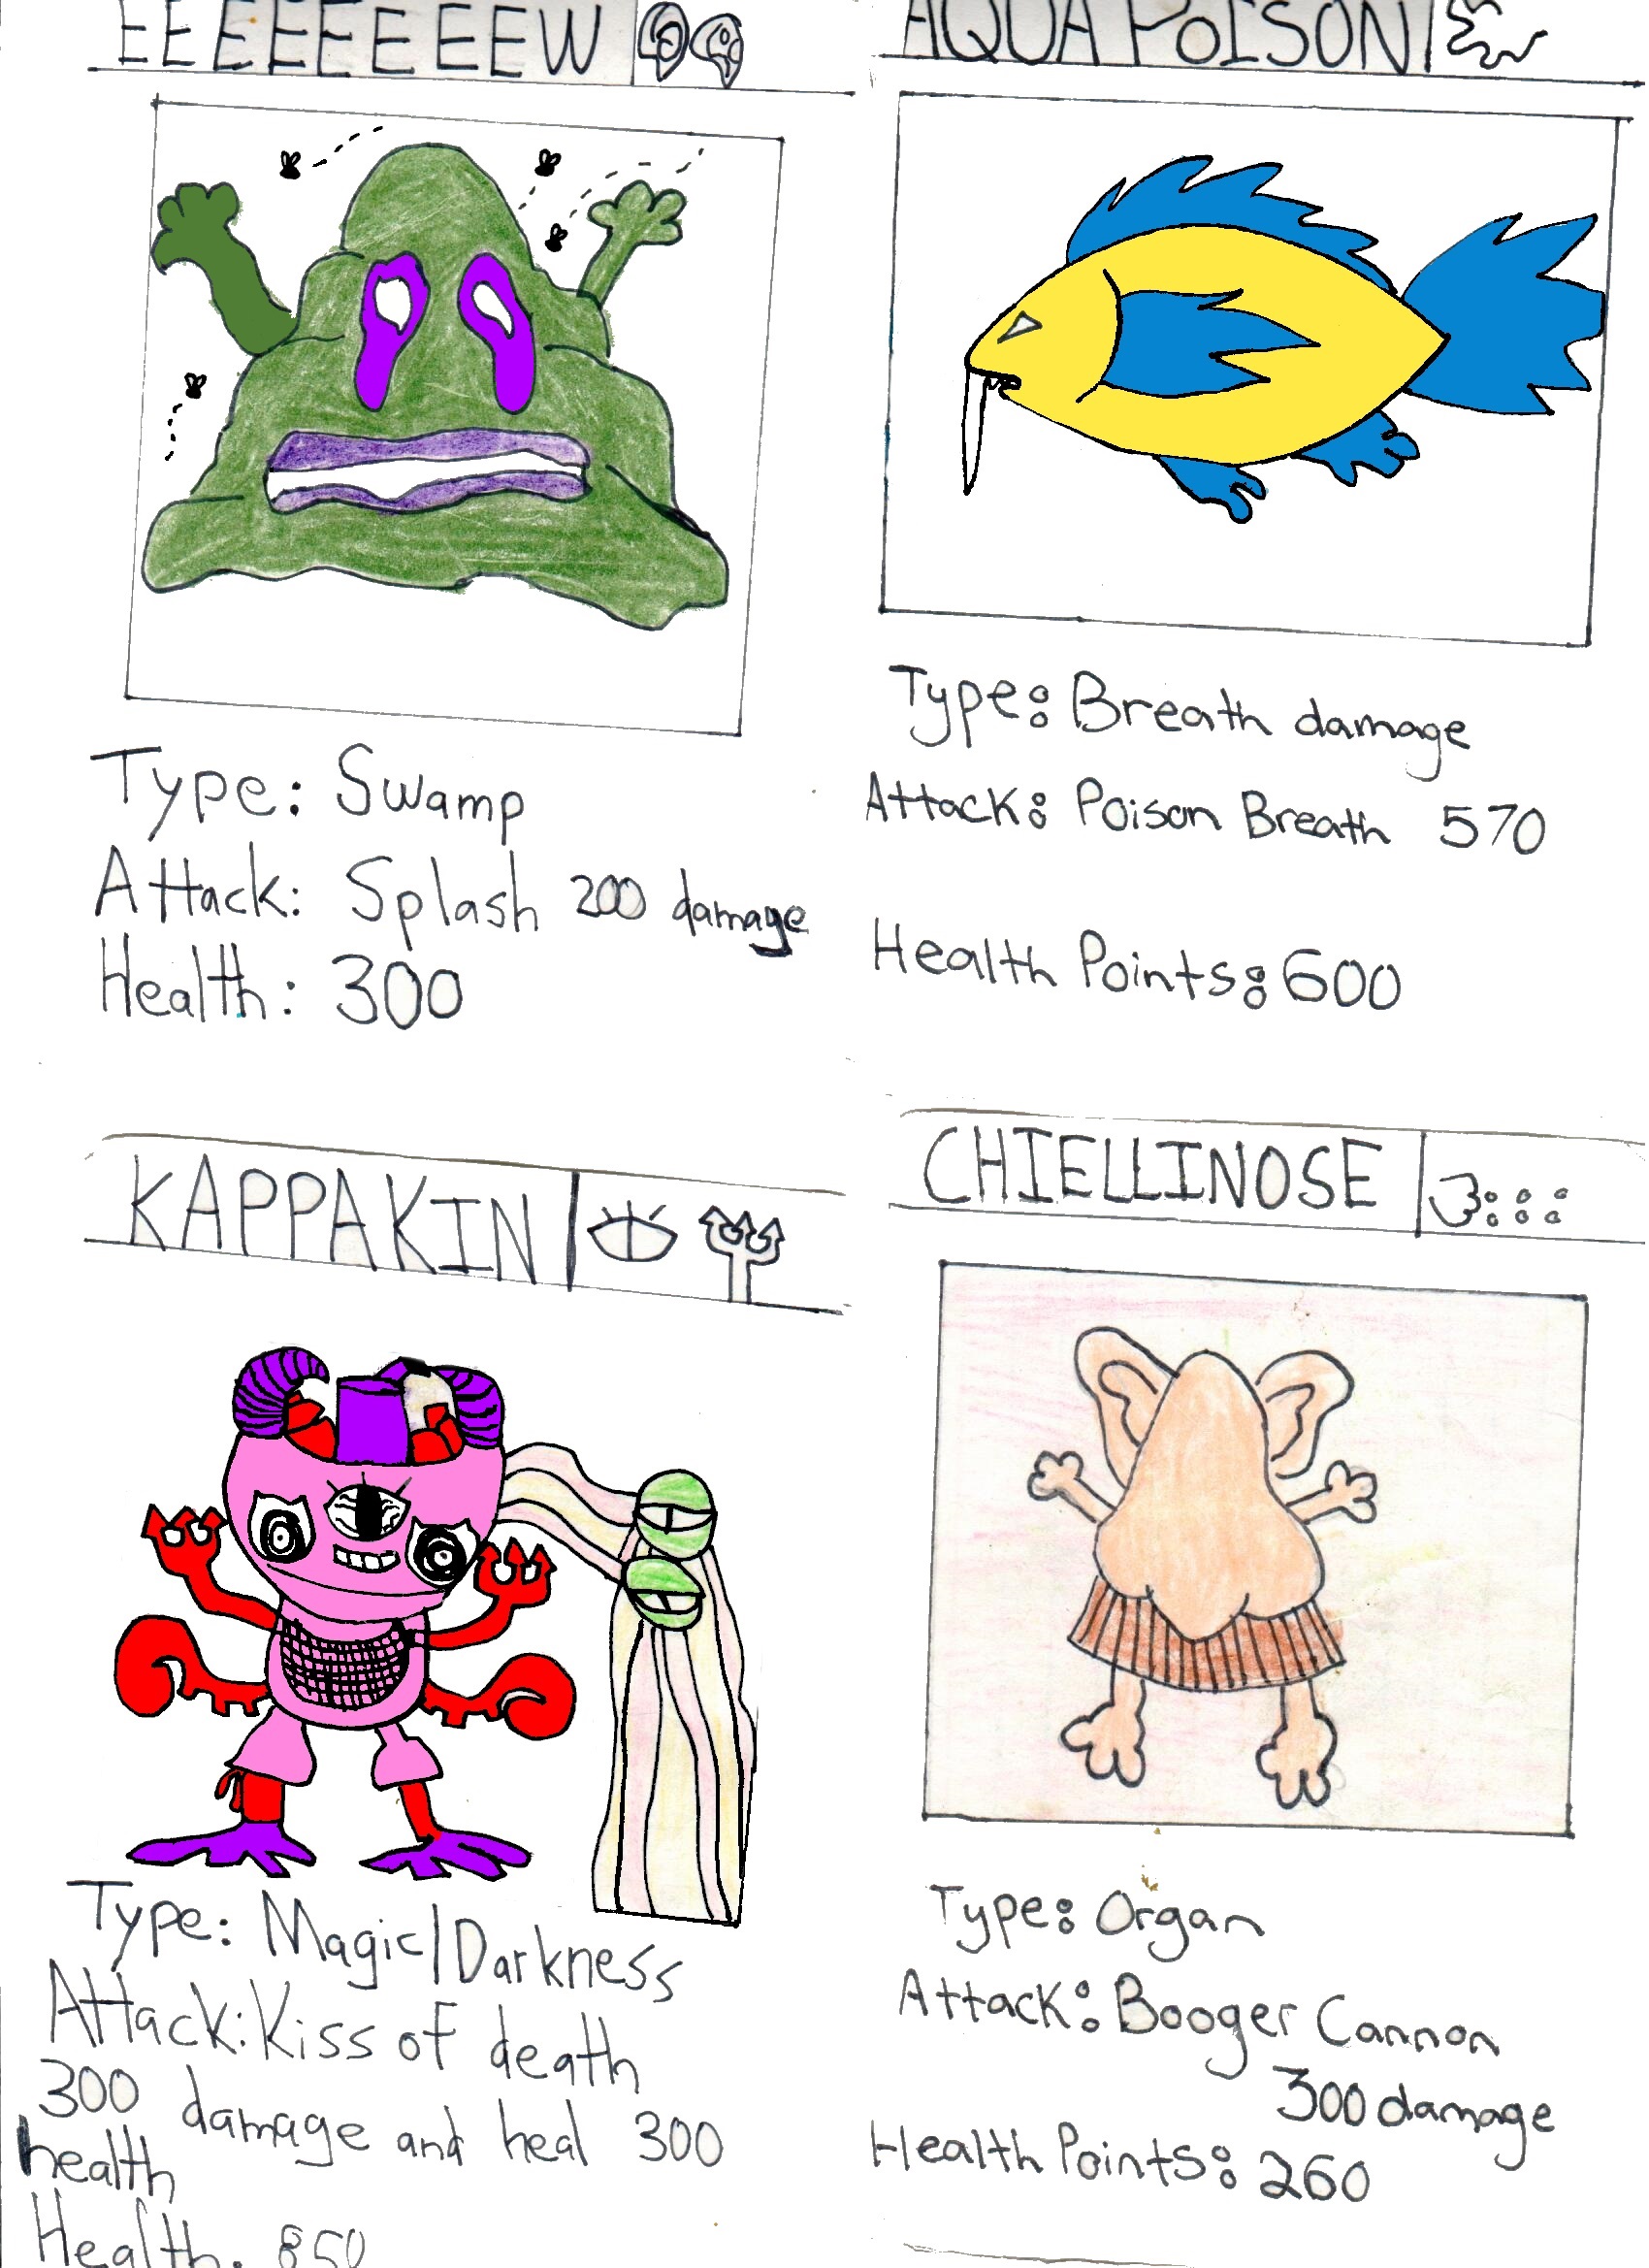 EEEEEEEEW
Type: Swamp
Attack: Splash 200 damage
Health: 300
AQUA POISON
Type: Breath damage
Attack: Poison Breath 570
Health Points: 600
KAPPAKIN
Type: Magic/Darkness
Attack: Kiss of death
300 damage and heal 300
health
Health: 850
CHIELLINOSE
Type: Organ
Attack: Booger Cannon
300 damage
Health Points: 260